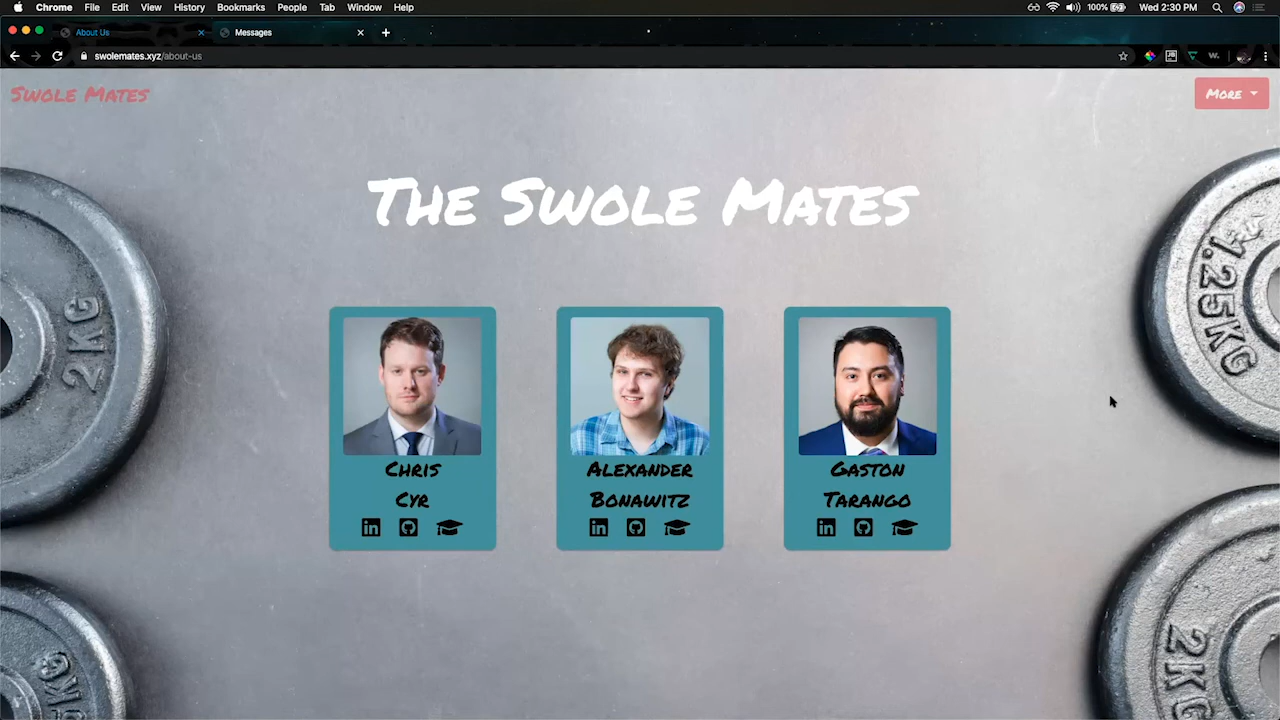 Chrome File Edit View History Bookmarks People Tab Window Help 100% Wed 2:30 PM
About Us Messages
swolemates.xyz/about-us
Swole Mates More
The Swole Mates
2KG
1.25KG
Chris
Cyr
Alexander
Bonawitz
Gaston
Tarango
2KG